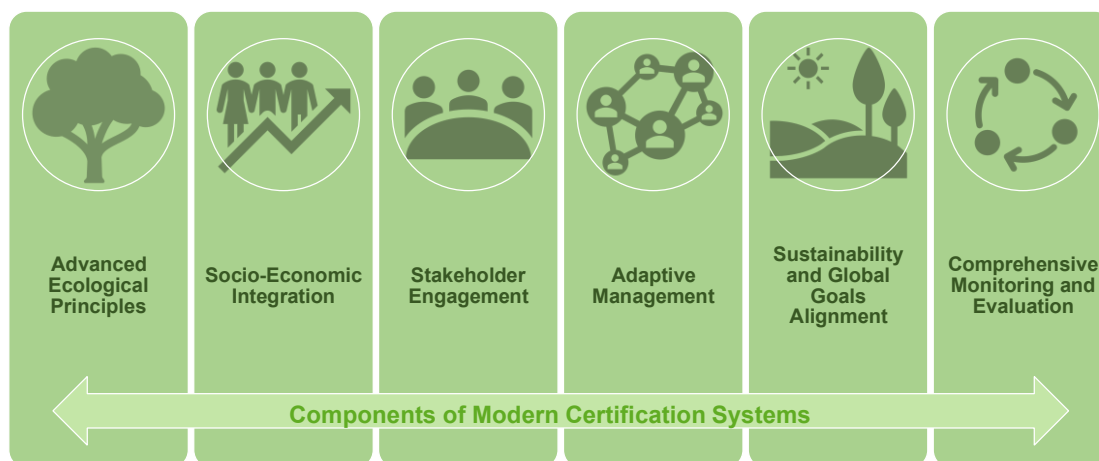 Advanced
Ecological
Principles
Socio-Economic
Integration
Stakeholder
Engagement
Adaptive
Management
Sustainability
and Global
Goals
Alignment
Comprehensive
Monitoring and
Evaluation
Components of Modern Certification Systems